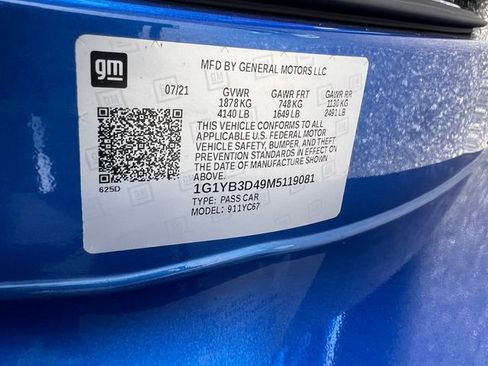 gm
MFD BY GENERAL MOTORS LLC
07/21 GVWR GAWR FRT GAWR RR
1878 KG 748 KG 1130 KG
4140 LB 1649 LB 2491 LB
THIS VEHICLE CONFORMS TO ALL
APPLICABLE U.S. FEDERAL MOTOR
VEHICLE SAFETY, BUMPER, AND THEFT
PREVENTION STANDARDS IN EFFECT ON
THE DATE OF MANUFACTURE SHOWN
ABOVE.
625D
1G1YB3D49M5119081
TYPE: PASS CAR
MODEL: 911YC67